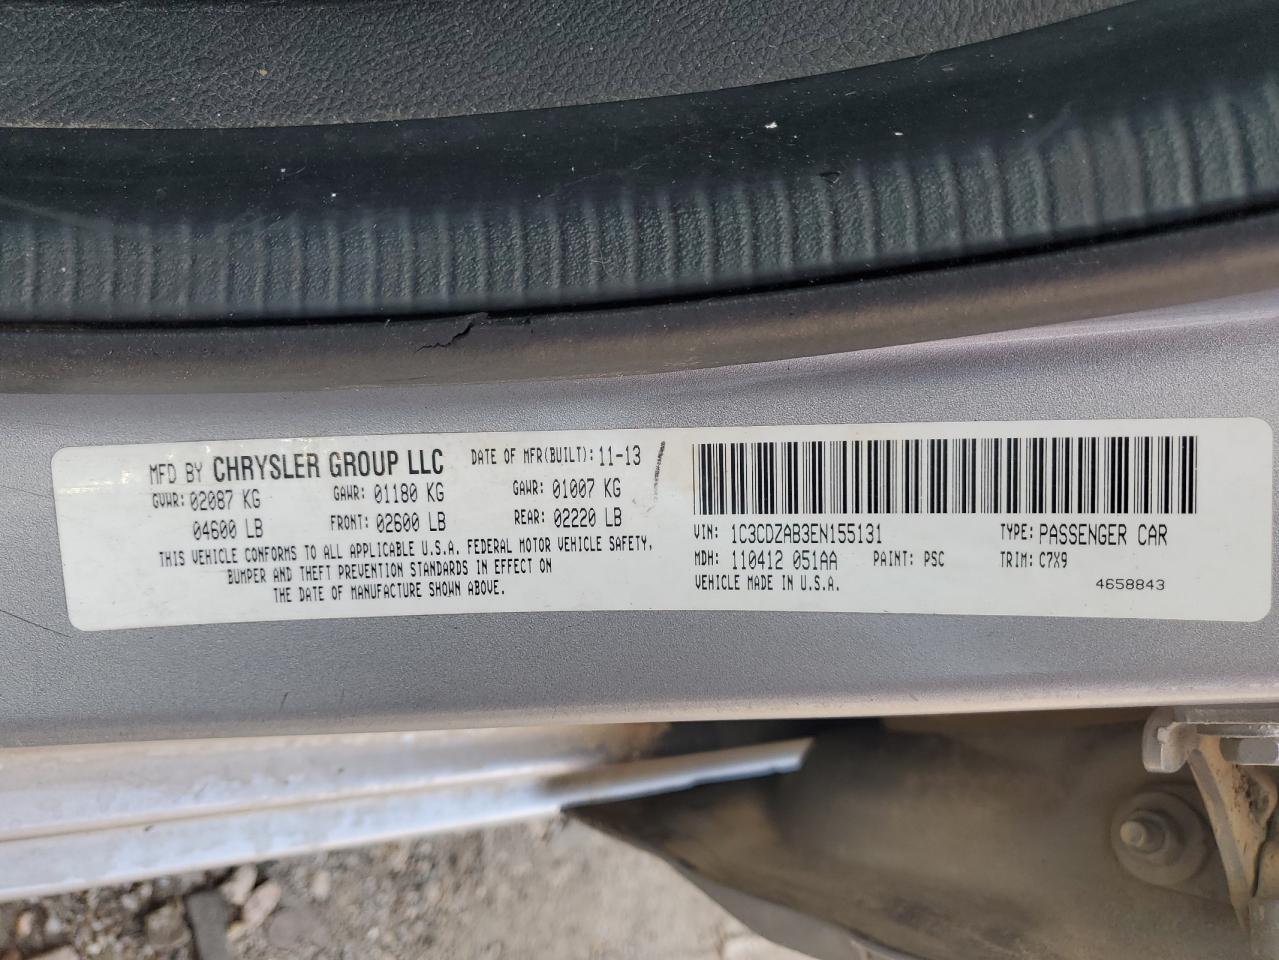 MFD BY CHRYSLER GROUP LLC DATE OF MFR(BUILT): 11-13
GVWR: 02087 KG GAWR: 01180 KG GAWR: 01007 KG
04600 LB FRONT: 02600 LB REAR: 02220 LB
THIS VEHICLE CONFORMS TO ALL APPLICABLE U.S.A. FEDERAL MOTOR VEHICLE SAFETY,
BUMPER AND THEFT PREVENTION STANDARDS IN EFFECT ON
THE DATE OF MANUFACTURE SHOWN ABOVE.
VIN: 1C3CDZAB3EN155131 TYPE: PASSENGER CAR
MDH: 110412 051AA PAINT: PSC TRIM: C7X9
VEHICLE MADE IN U.S.A. 4658843